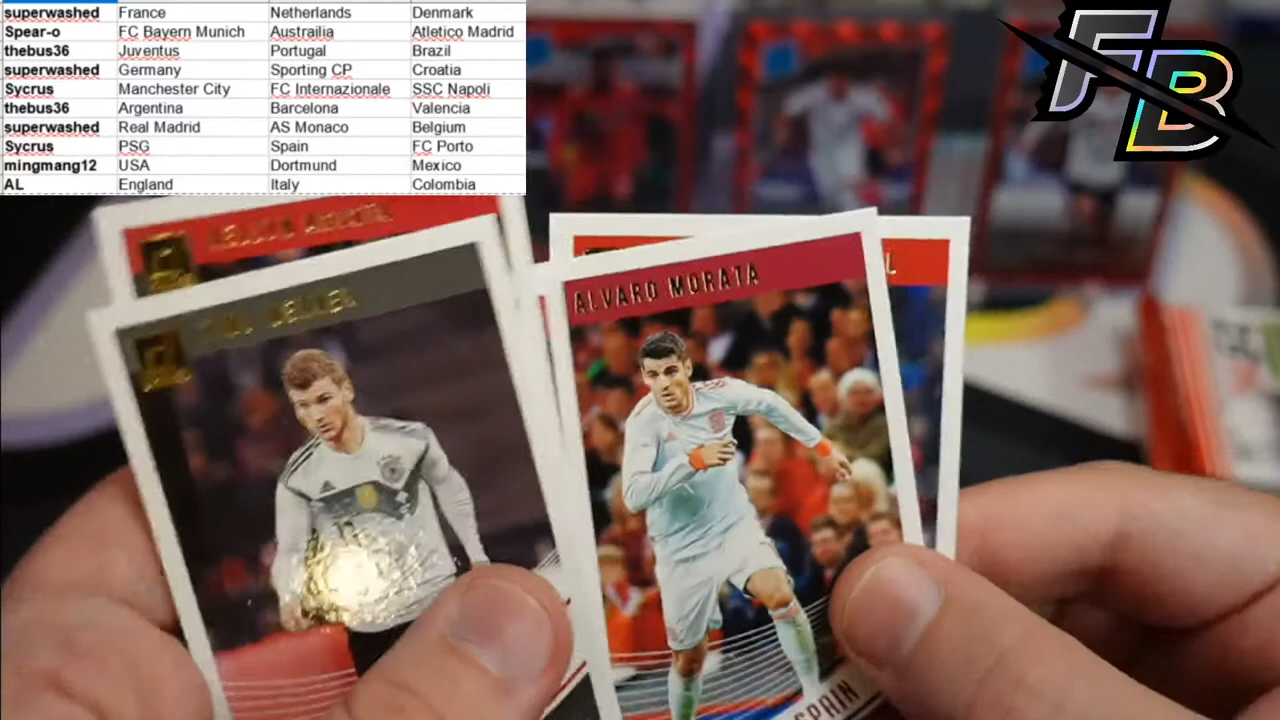 superwashed France Netherlands Denmark
Spear-o FC Bayern Munich Austrailia Atletico Madrid
thebus36 Juventus Portugal Brazil
superwashed Germany Sporting CP Croatia
Sycrus Manchester City FC Internazionale SSC Napoli
thebus36 Argentina Barcelona Valencia
superwashed Real Madrid AS Monaco Belgium
Sycrus PSG Spain FC Porto
mingmang12 USA Dortmund Mexico
AL England Italy Colombia
FB
ALVARO MORATA
SPAIN